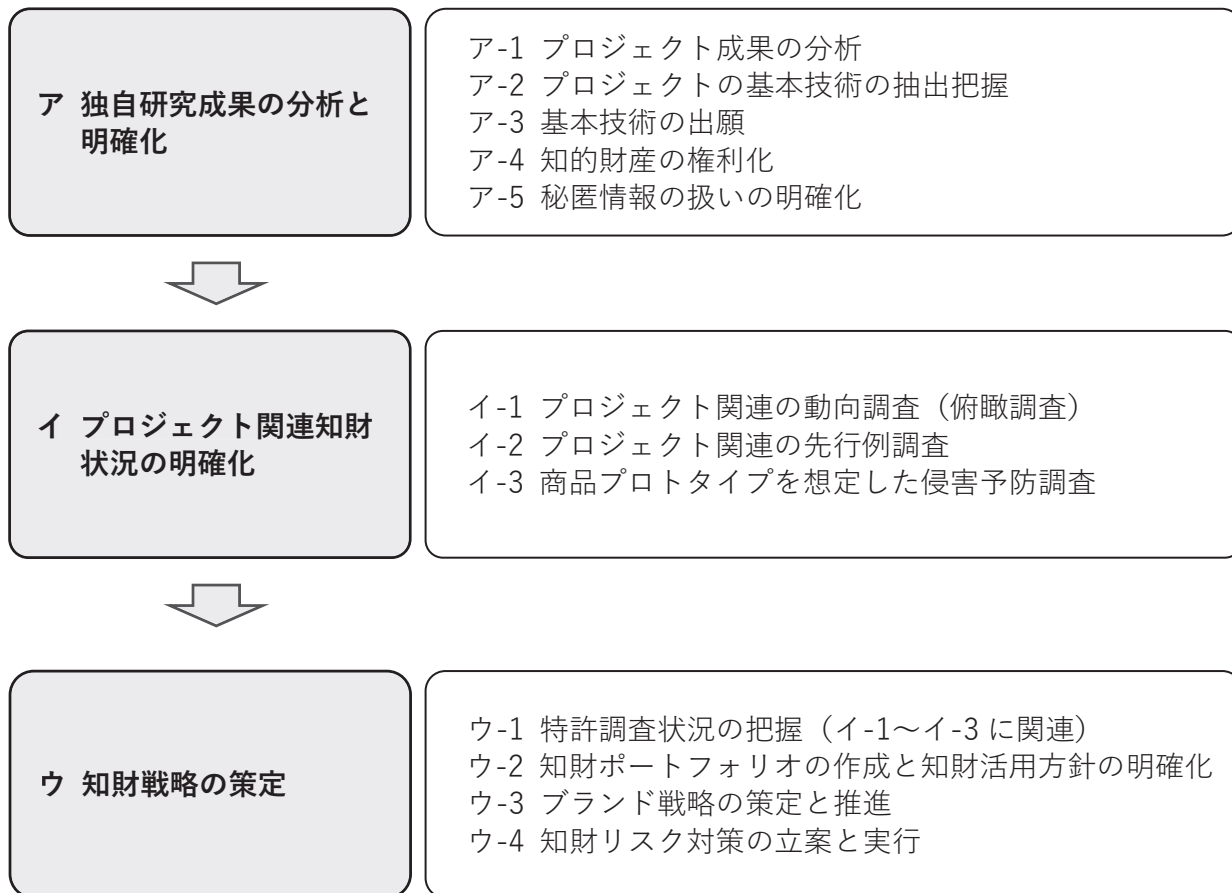 ア 独自研究成果の分析と
明確化
ア-1 プロジェクト成果の分析
ア-2 プロジェクトの基本技術の抽出把握
ア-3 基本技術の出願
ア-4 知的財産の権利化
ア-5 秘匿情報の扱いの明確化
イ プロジェクト関連知財
状況の明確化
イ-1 プロジェクト関連の動向調査（俯瞰調査）
イ-2 プロジェクト関連の先行例調査
イ-3 商品プロトタイプを想定した侵害予防調査
ウ 知財戦略の策定
ウ-1 特許調査状況の把握（イ-1～イ-3 に関連）
ウ-2 知財ポートフォリオの作成と知財活用方針の明確化
ウ-3 ブランド戦略の策定と推進
ウ-4 知財リスク対策の立案と実行